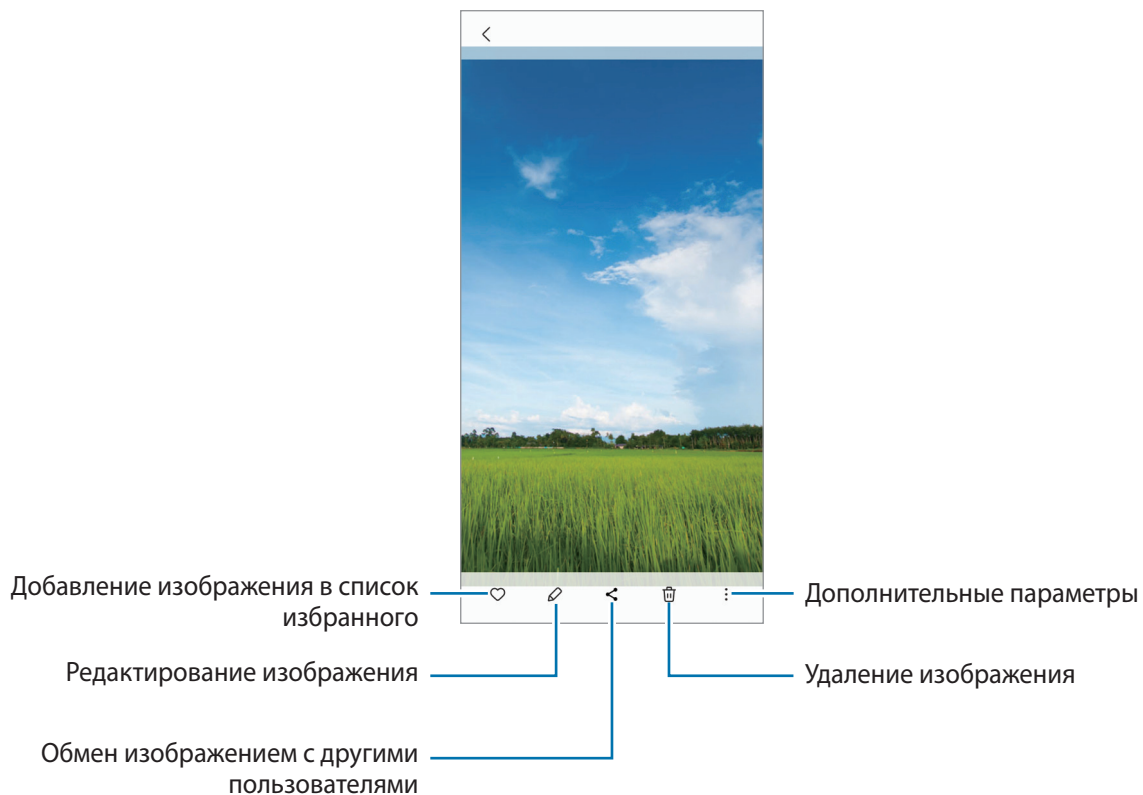 Добавление изображения в список
избранного
Редактирование изображения
Обмен изображением с другими
пользователями
Дополнительные параметры
Удаление изображения